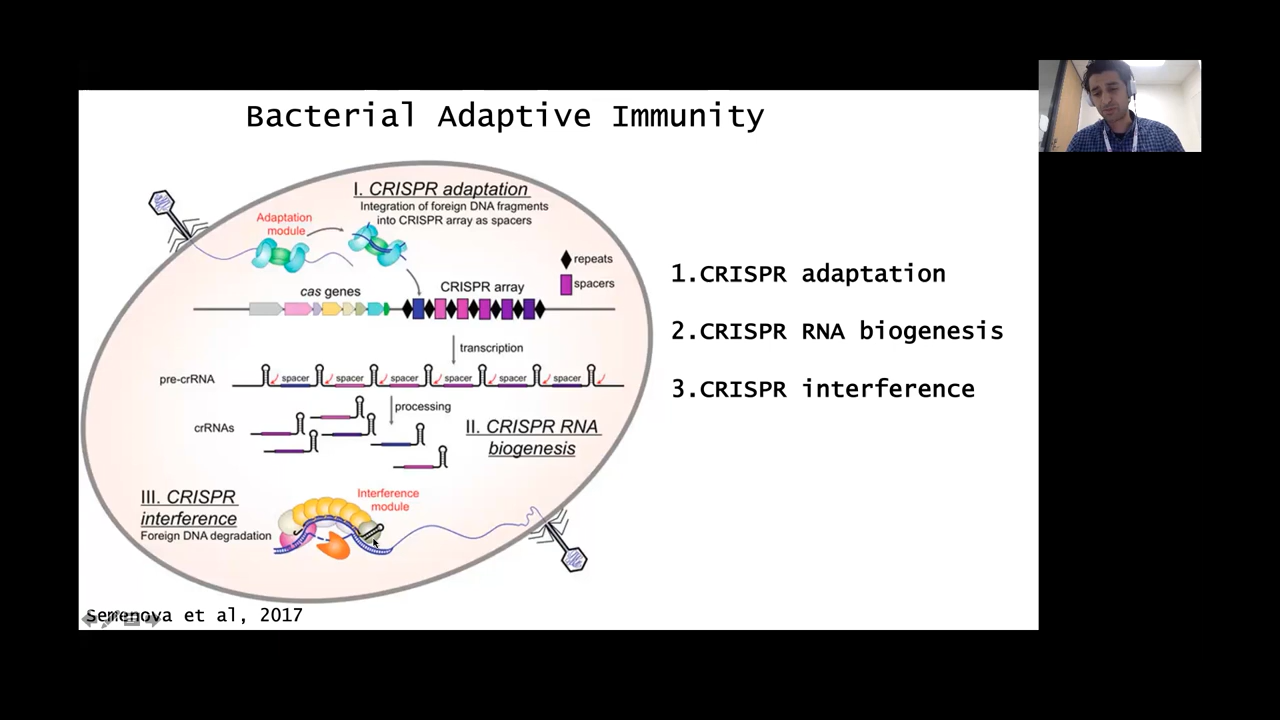 Bacterial Adaptive Immunity
I. CRISPR adaptation
Integration of foreign DNA fragments
into CRISPR array as spacers
Adaptation
module
repeats
spacers
cas genes
CRISPR array
transcription
pre-crRNA
spacer
spacer
spacer
spacer
spacer
spacer
processing
crRNAs
II. CRISPR RNA
biogenesis
III. CRISPR
interference
Foreign DNA degradation
Interference
module
1.CRISPR adaptation
2.CRISPR RNA biogenesis
3.CRISPR interference
Semenova et al, 2017